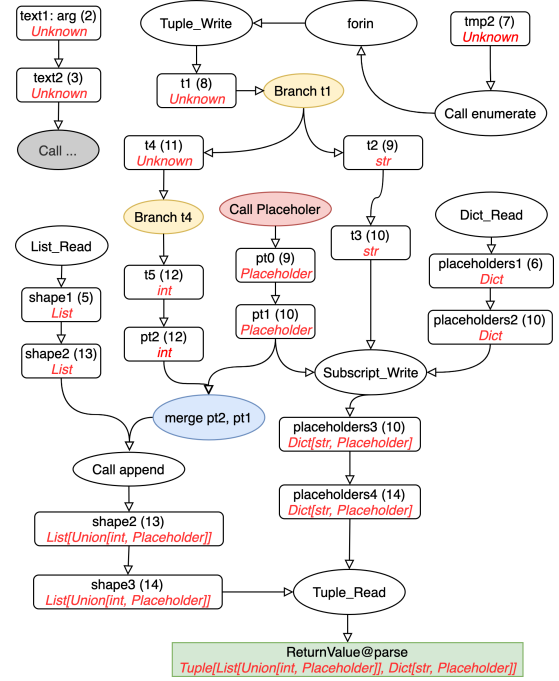 text1: arg (2)
Unknown
Tuple_Write
forin
tmp2 (7)
Unknown
text2 (3)
Unknown
t1 (8)
Unknown
Branch t1
Call enumerate
Call ...
t4 (11)
Unknown
t2 (9)
str
Branch t4
Call Placeholer
Dict_Read
List_Read
t3 (10)
str
t5 (12)
int
pt0 (9)
Placeholder
placeholders1 (6)
Dict
shape1 (5)
List
pt2 (12)
int
pt1 (10)
Placeholder
placeholders2 (10)
Dict
shape2 (13)
List
Subscript_Write
merge pt2, pt1
placeholders3 (10)
Dict[str, Placeholder]
Call append
placeholders4 (14)
Dict[str, Placeholder]
shape2 (13)
List[Union[int, Placeholder]]
shape3 (14)
List[Union[int, Placeholder]]
Tuple_Read
ReturnValue@parse
Tuple[List[Union[int, Placeholder]], Dict[str, Placeholder]]